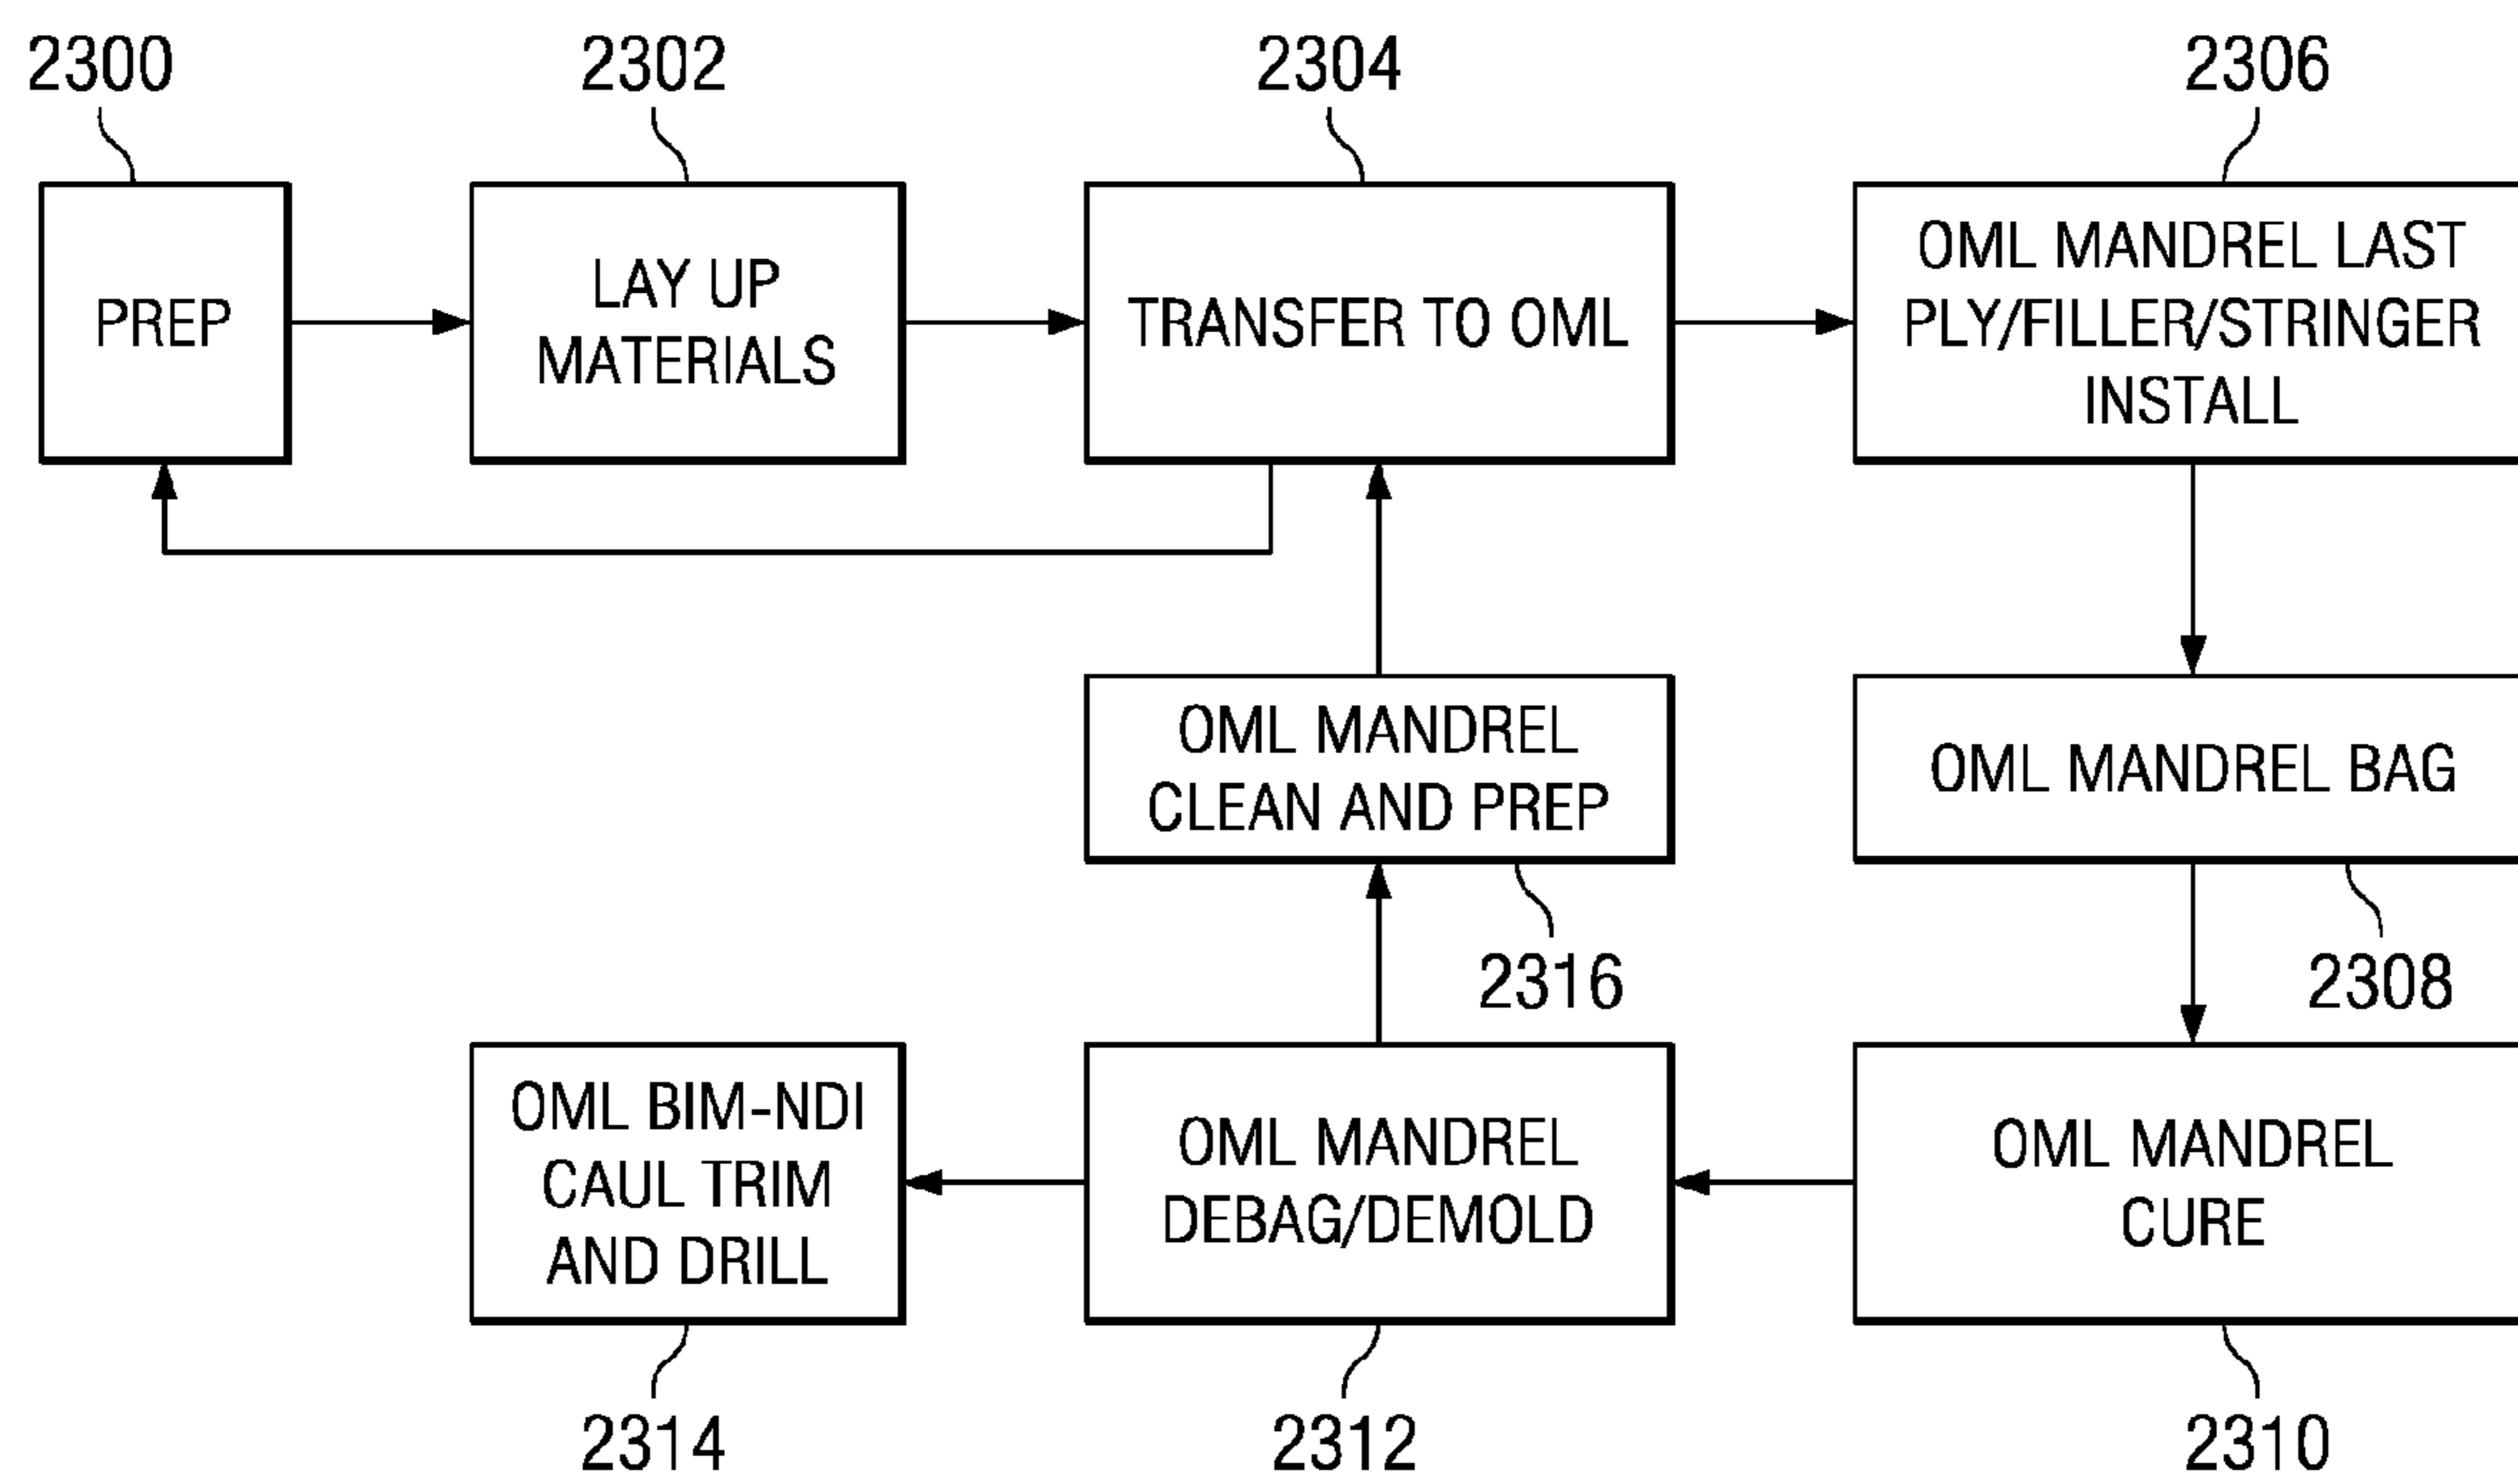 2300
2302
2304
2306
PREP
LAY UP
MATERIALS
TRANSFER TO OML
OML MANDREL LAST
PLY/FILLER/STRINGER
INSTALL
OML MANDREL
CLEAN AND PREP
2316
OML MANDREL BAG
2308
OML BIM-NDI
CAUL TRIM
AND DRILL
2314
OML MANDREL
DEBAG/DEMOLD
2312
OML MANDREL
CURE
2310